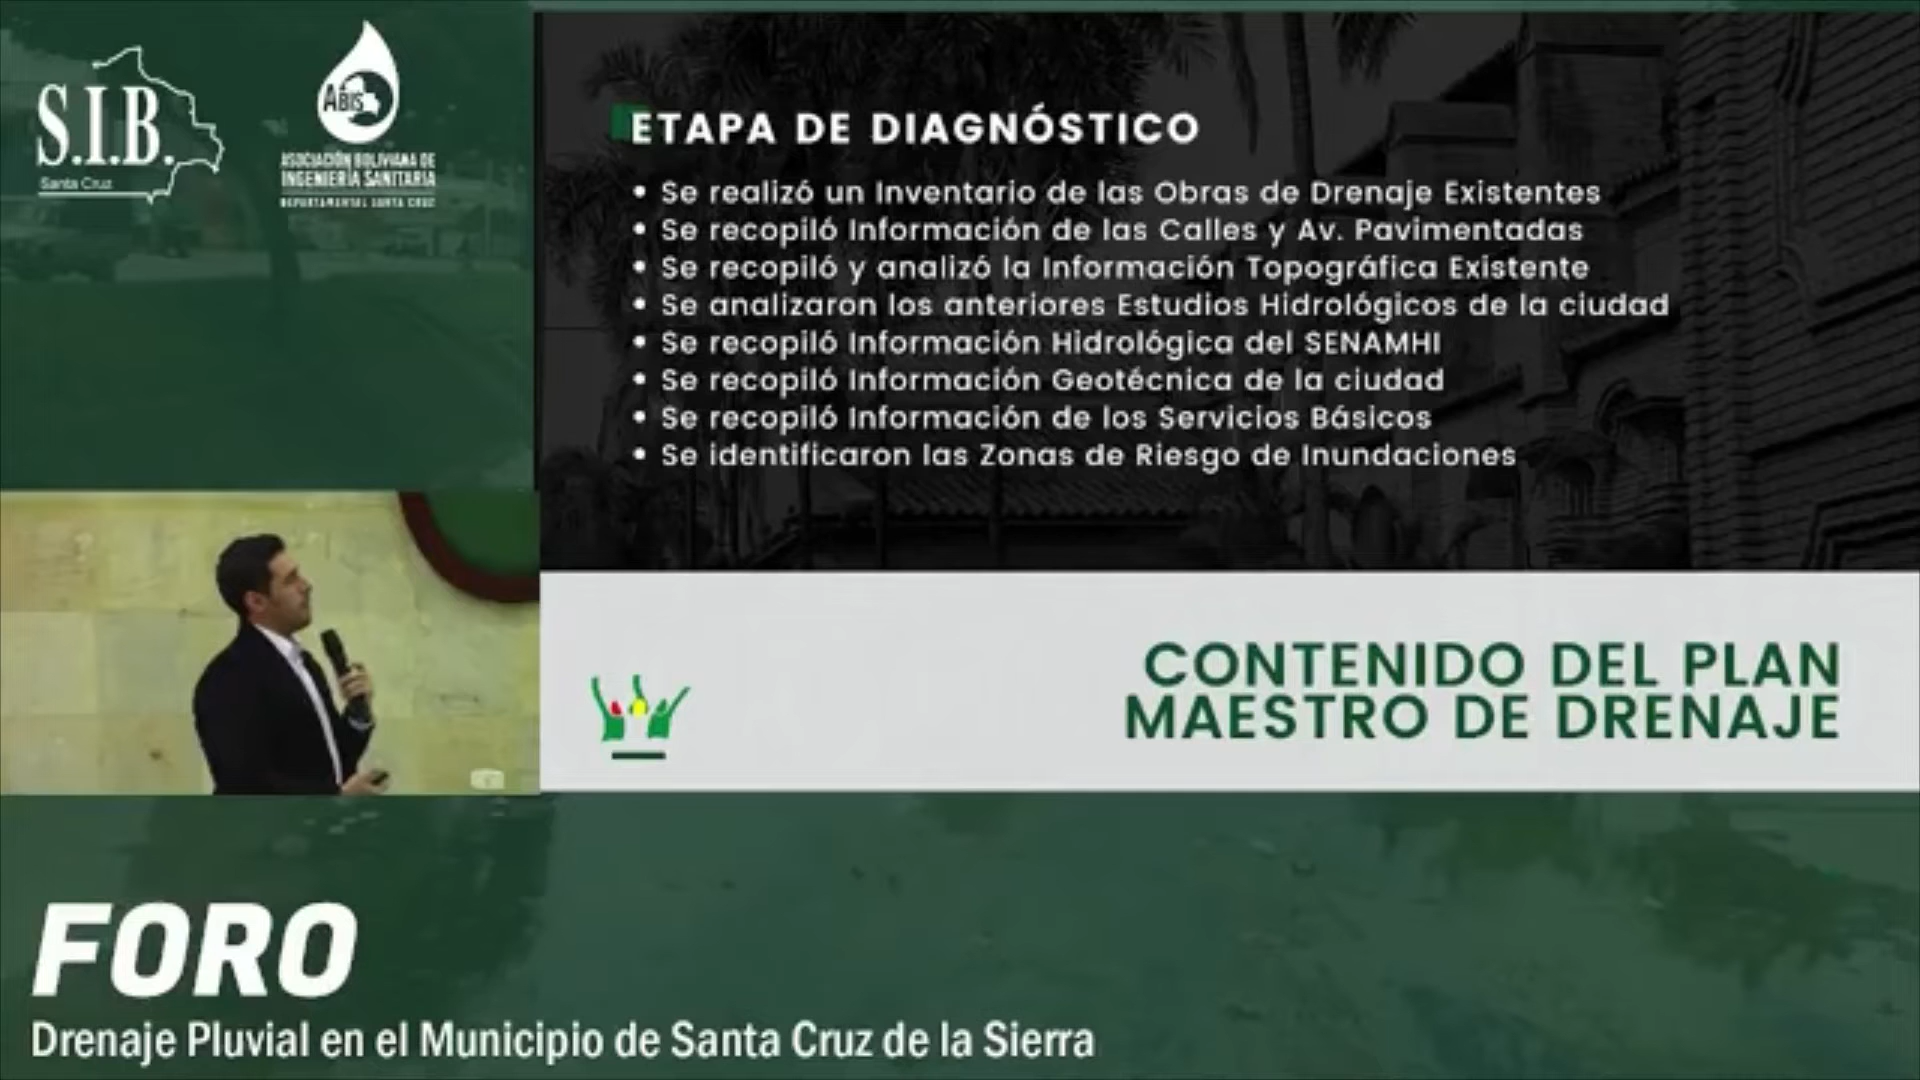 S.I.B.
Santa Cruz
ABIS
ASOCIACIÓN BOLIVIANA DE
INGENIERÍA SANITARIA
DEPARTAMENTAL SANTA CRUZ
ETAPA DE DIAGNÓSTICO
• Se realizó un Inventario de las Obras de Drenaje Existentes
• Se recopiló Información de las Calles y Av. Pavimentadas
• Se recopiló y analizó la Información Topográfica Existente
• Se analizaron los anteriores Estudios Hidrológicos de la ciudad
• Se recopiló Información Hidrológica del SENAMHI
• Se recopiló Información Geotécnica de la ciudad
• Se recopiló Información de los Servicios Básicos
• Se identificaron las Zonas de Riesgo de Inundaciones
CONTENIDO DEL PLAN
MAESTRO DE DRENAJE
FORO
Drenaje Pluvial en el Municipio de Santa Cruz de la Sierra